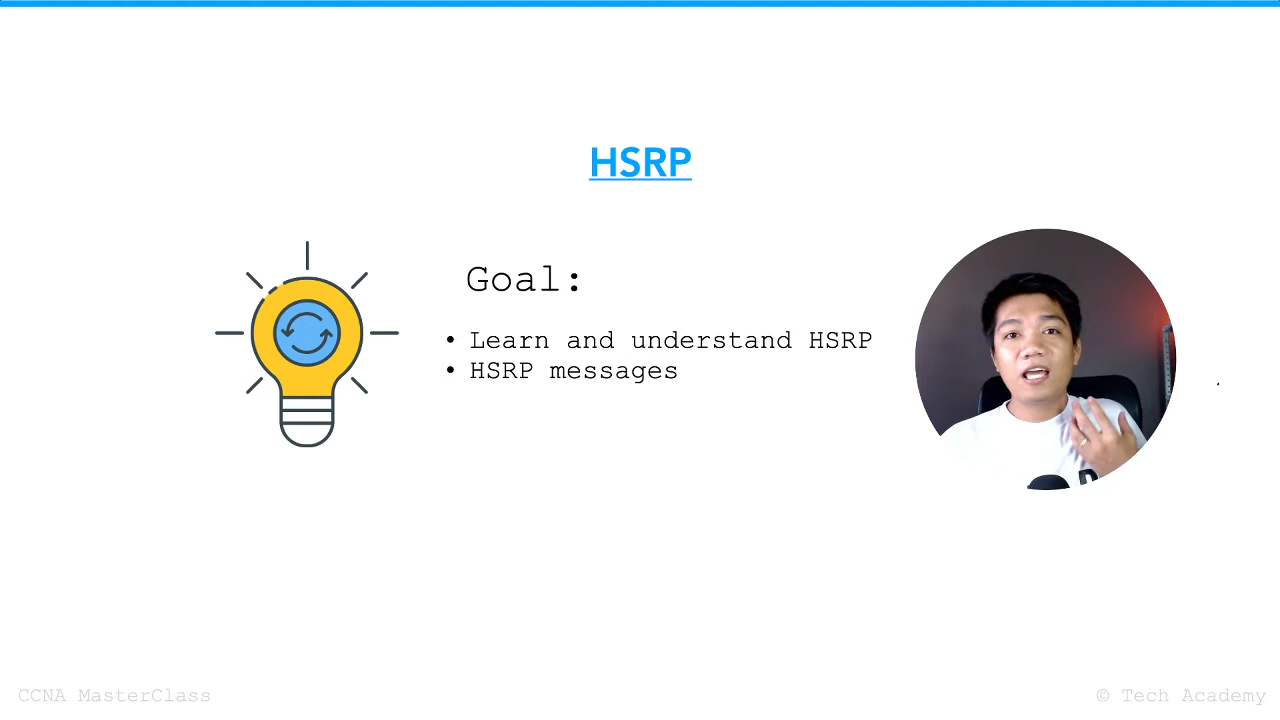 HSRP
Goal:
• Learn and understand HSRP
• HSRP messages
CCNA MasterClass
© Tech Academy